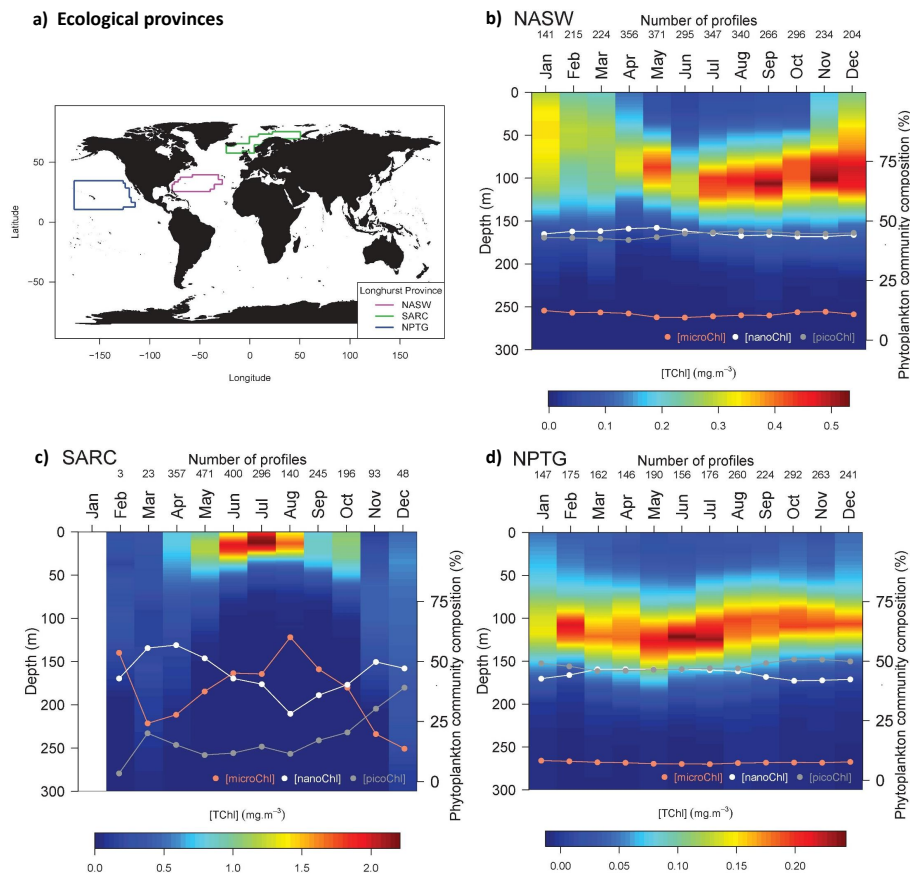 a) Ecological provinces
Latitude
50
0
−50
−150 −100 −50 0 50 100 150
Longitude
Longhurst Province
NASW
SARC
NPTG
b) NASW
Number of profiles
141 215 224 356 371 295 347 340 266 296 234 204
Jan Feb Mar Apr May Jun Jul Aug Sep Oct Nov Dec
Depth (m)
0
50
100
150
200
250
300
Phytoplankton community composition (%)
75
50
25
0
[microChl] [nanoChl] [picoChl]
[TChl] (mg.m−3)
0.0 0.1 0.2 0.3 0.4 0.5
c) SARC
Number of profiles
3 23 357 471 400 296 140 245 196 93 48
Jan Feb Mar Apr May Jun Jul Aug Sep Oct Nov Dec
Depth (m)
0
50
100
150
200
250
300
Phytoplankton community composition (%)
75
50
25
0
[microChl] [nanoChl] [picoChl]
[TChl] (mg.m−3)
0.0 0.5 1.0 1.5 2.0
d) NPTG
Number of profiles
147 175 162 146 190 156 176 260 224 292 263 241
Jan Feb Mar Apr May Jun Jul Aug Sep Oct Nov Dec
Depth (m)
0
50
100
150
200
250
300
Phytoplankton community composition (%)
75
50
25
0
[microChl] [nanoChl] [picoChl]
[TChl] (mg.m−3)
0.00 0.05 0.10 0.15 0.20